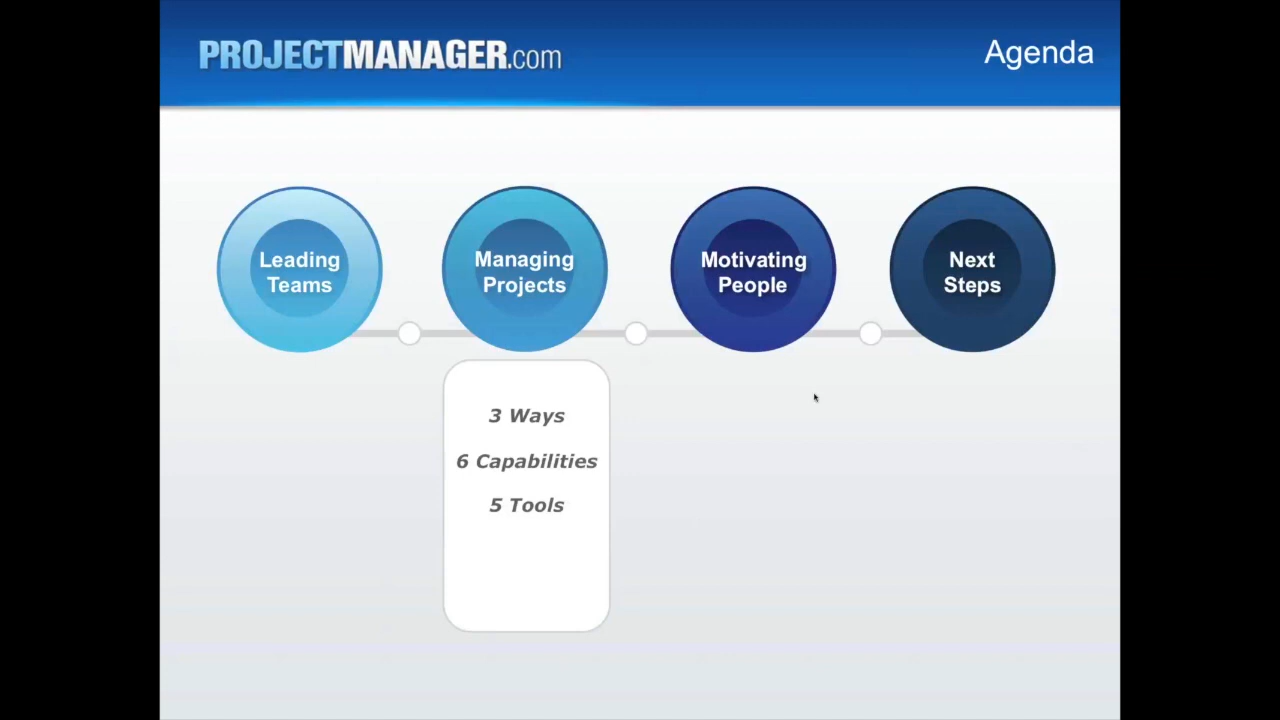 PROJECTMANAGER.com
Agenda
Leading
Teams
Managing
Projects
Motivating
People
Next
Steps
3 Ways
6 Capabilities
5 Tools